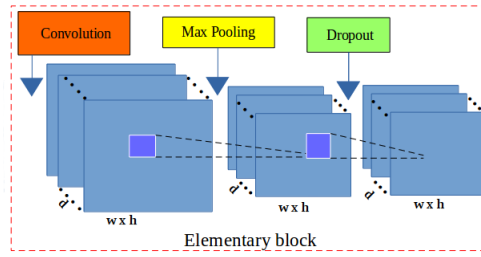 Convolution
Max Pooling
Dropout
d
w x h
d
w x h
d
w x h
Elementary block